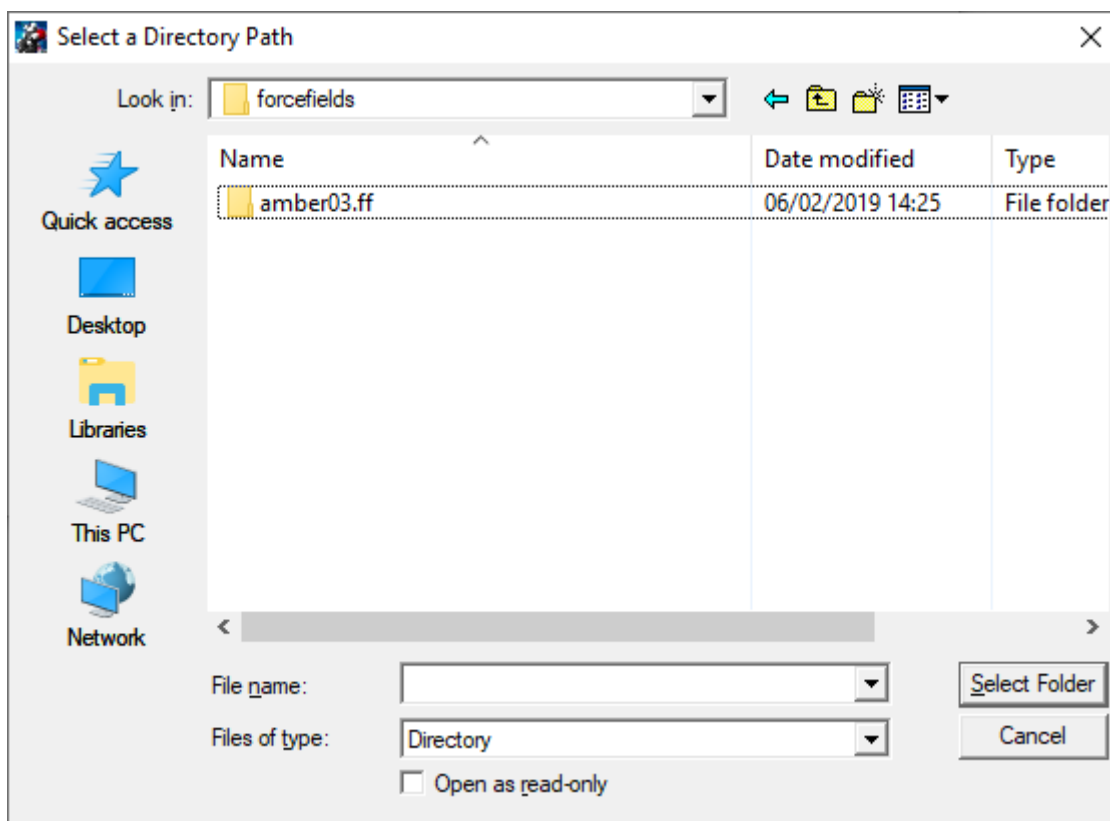 Select a Directory Path
Look in: forcefields
Name Date modified Type
amber03.ff 06/02/2019 14:25 File folder
Quick access
Desktop
Libraries
This PC
Network
File name: Select Folder
Files of type: Directory Cancel
Open as read-only